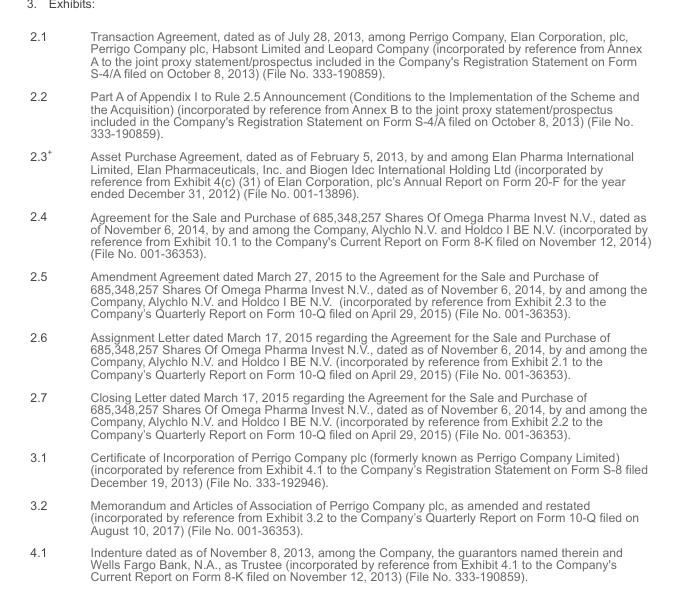 3. Exhibits:
2.1 Transaction Agreement, dated as of July 28, 2013, among Perrigo Company, Elan Corporation, plc,
Perrigo Company plc, Habsont Limited and Leopard Company (incorporated by reference from Annex
A to the joint proxy statement/prospectus included in the Company's Registration Statement on Form
S-4/A filed on October 8, 2013) (File No. 333-190859).
2.2 Part A of Appendix I to Rule 2.5 Announcement (Conditions to the Implementation of the Scheme and
the Acquisition) (incorporated by reference from Annex B to the joint proxy statement/prospectus
included in the Company's Registration Statement on Form S-4/A filed on October 8, 2013) (File No.
333-190859).
2.3+ Asset Purchase Agreement, dated as of February 5, 2013, by and among Elan Pharma International
Limited, Elan Pharmaceuticals, Inc. and Biogen Idec International Holding Ltd (incorporated by
reference from Exhibit 4(c) (31) of Elan Corporation, plc's Annual Report on Form 20-F for the year
ended December 31, 2012) (File No. 001-13896).
2.4 Agreement for the Sale and Purchase of 685,348,257 Shares Of Omega Pharma Invest N.V., dated as
of November 6, 2014, by and among the Company, Alychlo N.V. and Holdco I BE N.V. (incorporated by
reference from Exhibit 10.1 to the Company's Current Report on Form 8-K filed on November 12, 2014)
(File No. 001-36353).
2.5 Amendment Agreement dated March 27, 2015 to the Agreement for the Sale and Purchase of
685,348,257 Shares Of Omega Pharma Invest N.V., dated as of November 6, 2014, by and among the
Company, Alychlo N.V. and Holdco I BE N.V. (incorporated by reference from Exhibit 2.3 to the
Company's Quarterly Report on Form 10-Q filed on April 29, 2015) (File No. 001-36353).
2.6 Assignment Letter dated March 17, 2015 regarding the Agreement for the Sale and Purchase of
685,348,257 Shares Of Omega Pharma Invest N.V., dated as of November 6, 2014, by and among the
Company, Alychlo N.V. and Holdco I BE N.V. (incorporated by reference from Exhibit 2.1 to the
Company's Quarterly Report on Form 10-Q filed on April 29, 2015) (File No. 001-36353).
2.7 Closing Letter dated March 17, 2015 regarding the Agreement for the Sale and Purchase of
685,348,257 Shares Of Omega Pharma Invest N.V., dated as of November 6, 2014, by and among the
Company, Alychlo N.V. and Holdco I BE N.V. (incorporated by reference from Exhibit 2.2 to the
Company's Quarterly Report on Form 10-Q filed on April 29, 2015) (File No. 001-36353).
3.1 Certificate of Incorporation of Perrigo Company plc (formerly known as Perrigo Company Limited)
(incorporated by reference from Exhibit 4.1 to the Company's Registration Statement on Form S-8 filed
December 19, 2013) (File No. 333-192946).
3.2 Memorandum and Articles of Association of Perrigo Company plc, as amended and restated
(incorporated by reference from Exhibit 3.2 to the Company's Quarterly Report on Form 10-Q filed on
August 10, 2017) (File No. 001-36353).
4.1 Indenture dated as of November 8, 2013, among the Company, the guarantors named therein and
Wells Fargo Bank, N.A., as Trustee (incorporated by reference from Exhibit 4.1 to the Company's
Current Report on Form 8-K filed on November 12, 2013) (File No. 333-190859).